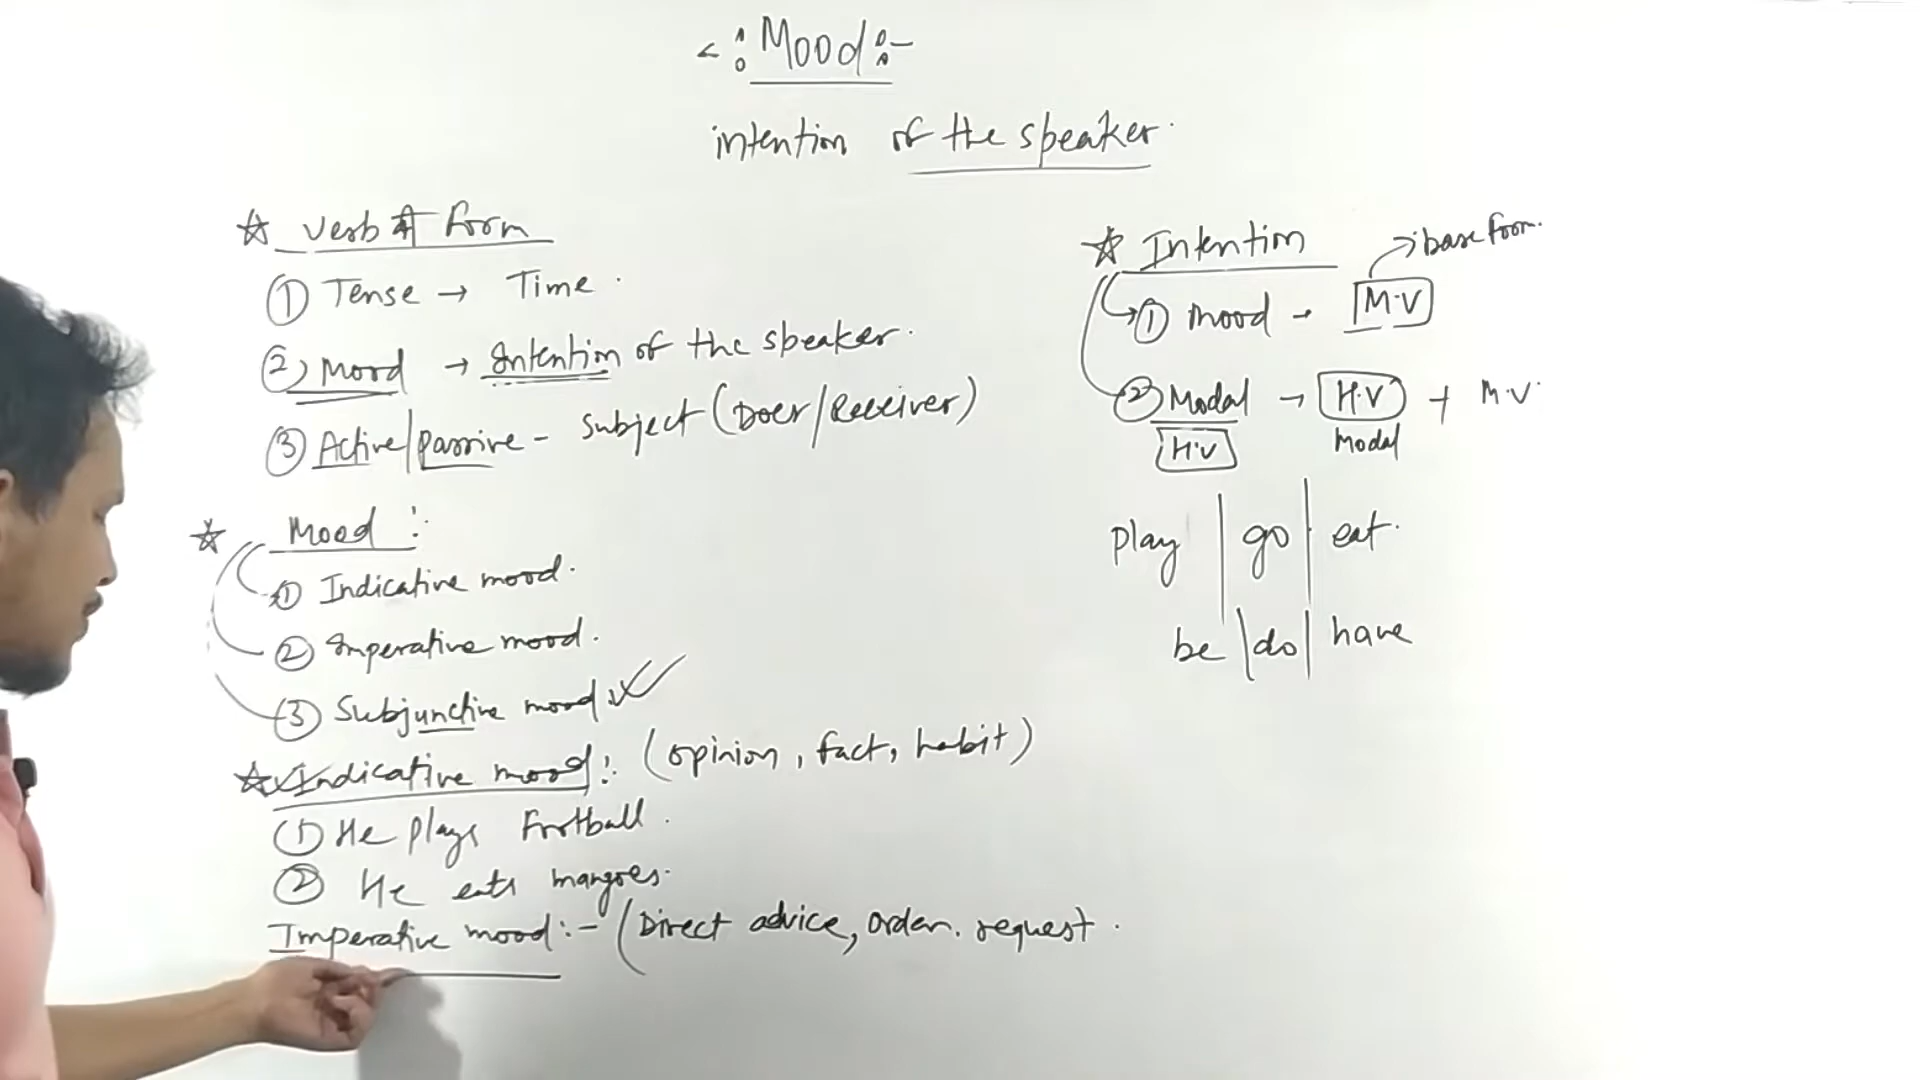 Mood:-
intention of the speaker.
☆ verb form
① Tense → Time.
② Mood → Intention of the speaker.
③ Active/passive - Subject (Doer/Receiver)
☆ Mood:
① Indicative mood.
② Imperative mood.
③ Subjunctive mood. ✓
☆ Indicative mood: (opinion, fact, habit)
① He plays Football.
② He eats mangoes.
Imperative mood:- (Direct advice, order. request.
☆ Intention
→ base form.
① mood → M.V
② Modal → H.V + M.V.
H.V Modal
play | go | eat.
be | do | have